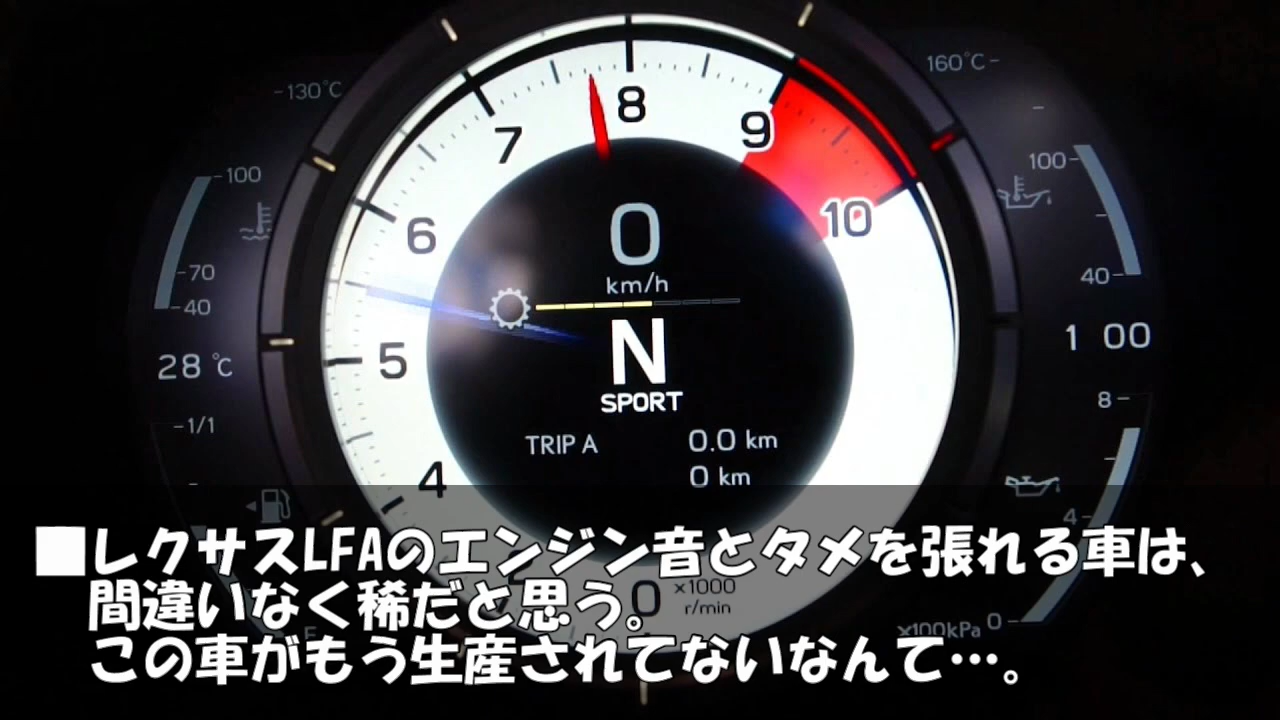 8
-130°C
160°C-
7
9
-100
100-
6
10
0
km/h
-70
40-
-40
N
5
1 00
28 °C
SPORT
8-
-1/1
TRIP A
0.0 km
0 km
4
4-
■レクサスLFAのエンジン音とタメを張れる車は、
間違いなく稀だと思う。
この車がもう生産されてないなんて…。
0
×1000
r/min
×100kPa
0-
E